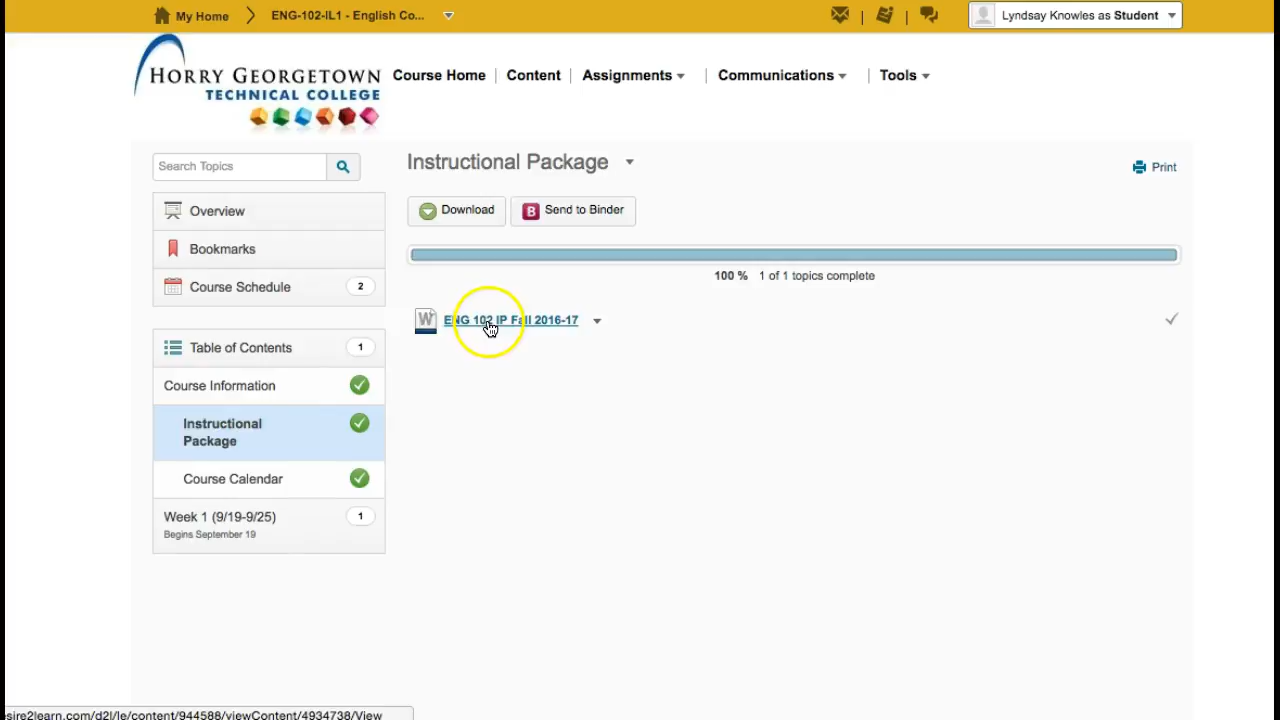 My Home
ENG-102-IL1 - English Co...
Lyndsay Knowles as Student
HORRY GEORGETOWN
TECHNICAL COLLEGE
Course Home
Content
Assignments
Communications
Tools
Search Topics
Instructional Package
Print
Overview
Download
B Send to Binder
Bookmarks
100 % 1 of 1 topics complete
Course Schedule 2
W ENG 102 IP Fall 2016-17
Table of Contents 1
Course Information
Instructional
Package
Course Calendar
Week 1 (9/19-9/25) 1
Begins September 19
sire2learn.com/d2l/le/content/944588/viewContent/4934738/View